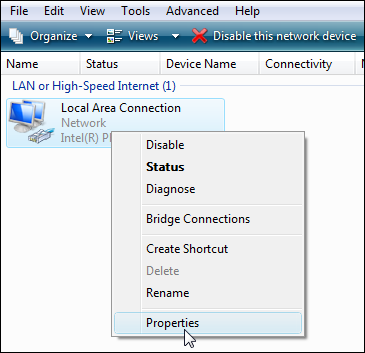 File Edit View Tools Advanced Help
Organize Views Disable this network device
Name Status Device Name Connectivity
LAN or High-Speed Internet (1)
Local Area Connection
Network
Intel(R)
Disable
Status
Diagnose
Bridge Connections
Create Shortcut
Delete
Rename
Properties